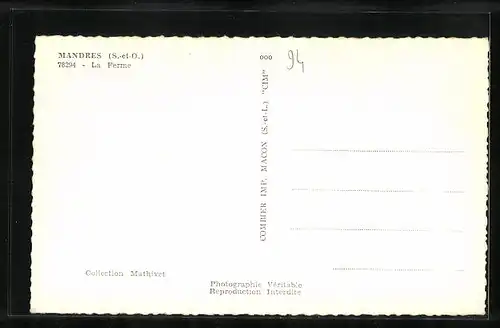 MANDRES (S.-et-O.)
78294 - La Ferme
000
94
COMBIER IMP. MACON (S.-et-L.) "CIM"
Collection Mathivet
Photographie Véritable
Reproduction Interdite